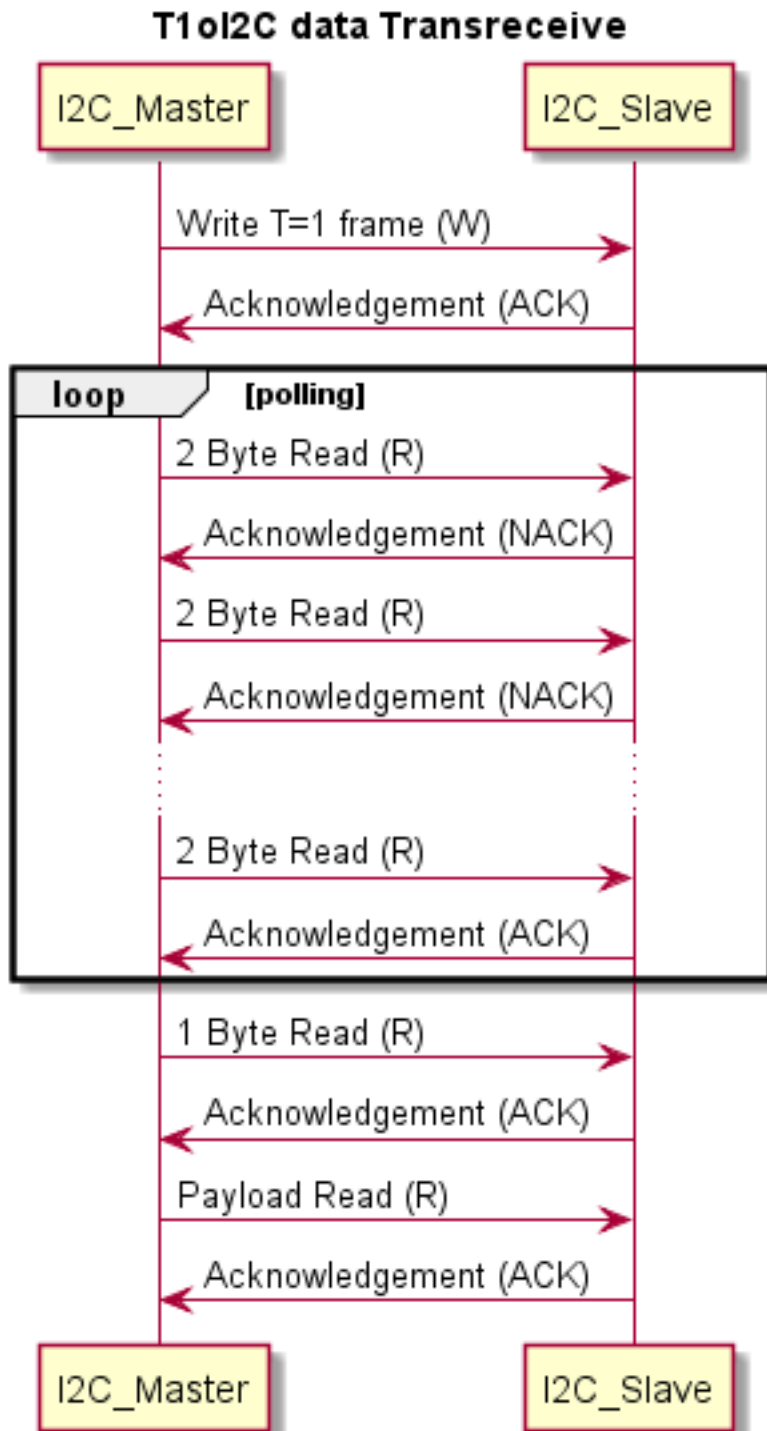 T1oI2C data Transreceive
I2C_Master
I2C_Slave
Write T=1 frame (W)
Acknowledgement (ACK)
loop
[polling]
2 Byte Read (R)
Acknowledgement (NACK)
2 Byte Read (R)
Acknowledgement (NACK)
2 Byte Read (R)
Acknowledgement (ACK)
1 Byte Read (R)
Acknowledgement (ACK)
Payload Read (R)
Acknowledgement (ACK)
I2C_Master
I2C_Slave